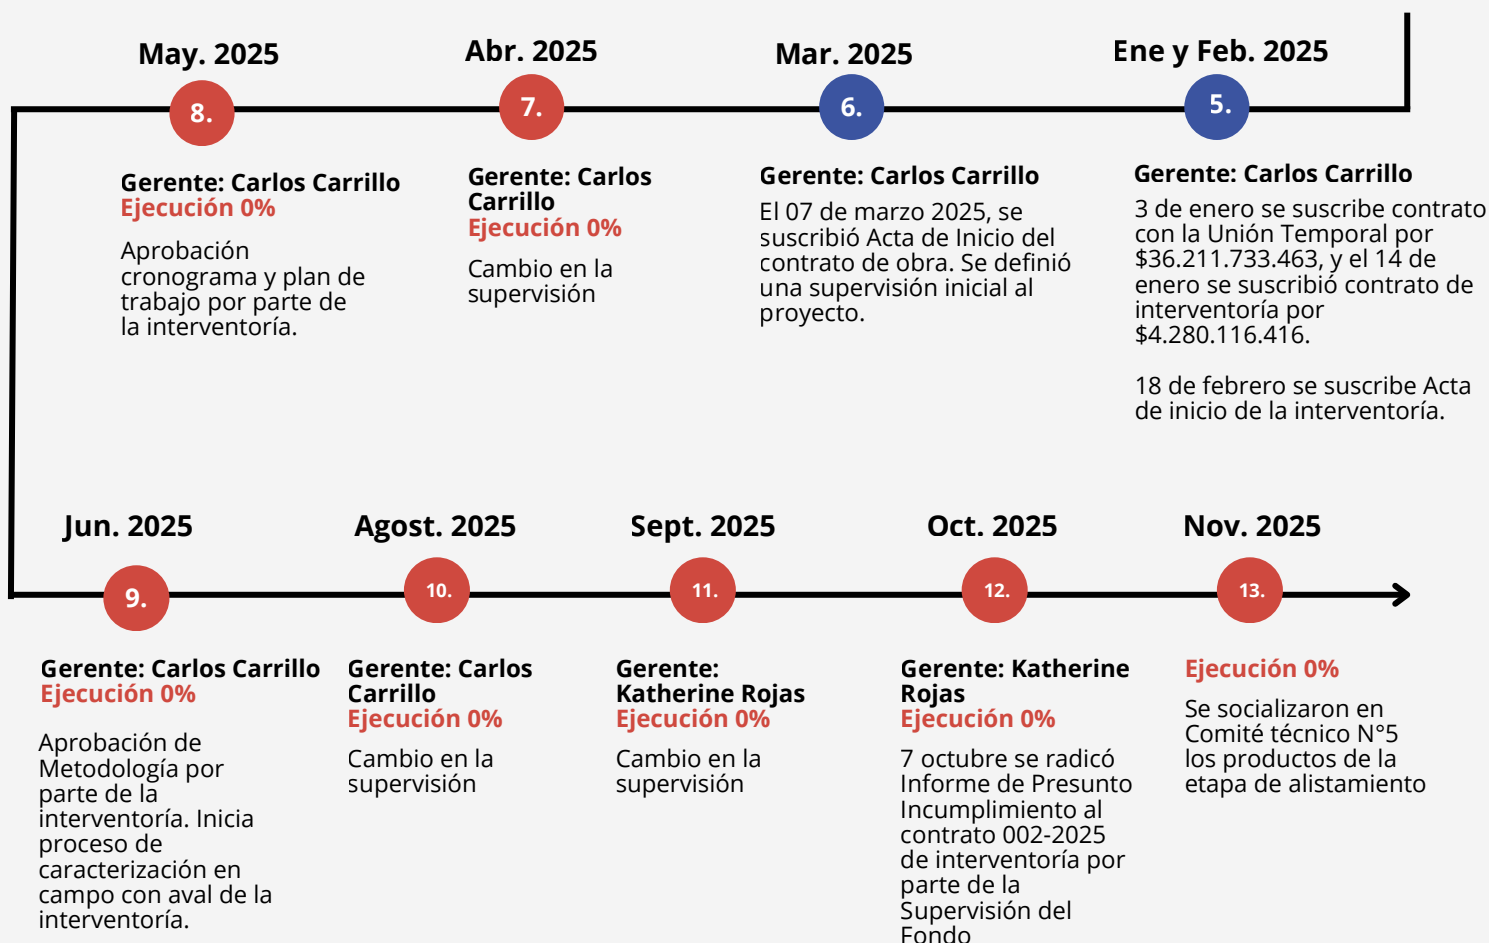 Ene y Feb. 2025
5.
Gerente: Carlos Carrillo
3 de enero se suscribe contrato
con la Unión Temporal por
$36.211.733.463, y el 14 de
enero se suscribió contrato de
interventoría por
$4.280.116.416.
18 de febrero se suscribe Acta
de inicio de la interventoría.
Mar. 2025
6.
Gerente: Carlos Carrillo
El 07 de marzo 2025, se
suscribió Acta de Inicio del
contrato de obra. Se definió
una supervisión inicial al
proyecto.
Abr. 2025
7.
Gerente: Carlos
Carrillo
Ejecución 0%
Cambio en la
supervisión
May. 2025
8.
Gerente: Carlos Carrillo
Ejecución 0%
Aprobación
cronograma y plan de
trabajo por parte de
la interventoría.
Jun. 2025
9.
Gerente: Carlos Carrillo
Ejecución 0%
Aprobación de
Metodología por
parte de la
interventoría. Inicia
proceso de
caracterización en
campo con aval de la
interventoría.
Agost. 2025
10.
Gerente: Carlos
Carrillo
Ejecución 0%
Cambio en la
supervisión
Sept. 2025
11.
Gerente:
Katherine Rojas
Ejecución 0%
Cambio en la
supervisión
Oct. 2025
12.
Gerente: Katherine
Rojas
Ejecución 0%
7 octubre se radicó
Informe de Presunto
Incumplimiento al
contrato 002-2025
de interventoría por
parte de la
Supervisión del
Fondo
Nov. 2025
13.
Ejecución 0%
Se socializaron en
Comité técnico N°5
los productos de la
etapa de alistamiento